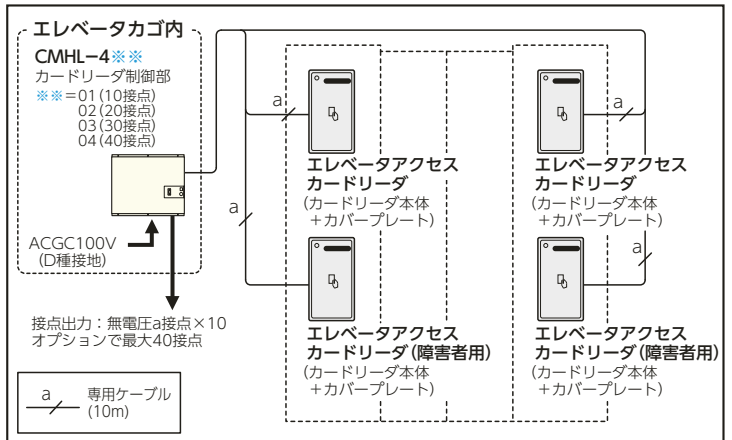 エレベータカゴ内
CMHL−4※※
カードリーダ制御部
※※=01(10接点)
02(20接点)
03(30接点)
04(40接点)
ACGC100V
(D種接地)
接点出力:無電圧a接点×10
オプションで最大40接点
a
専用ケーブル
(10m)
a
a
エレベータアクセス
カードリーダ
(カードリーダ本体
+カバープレート)
エレベータアクセス
カードリーダ(障害者用)
(カードリーダ本体
+カバープレート)
a
エレベータアクセス
カードリーダ
(カードリーダ本体
+カバープレート)
a
エレベータアクセス
カードリーダ(障害者用)
(カードリーダ本体
+カバープレート)